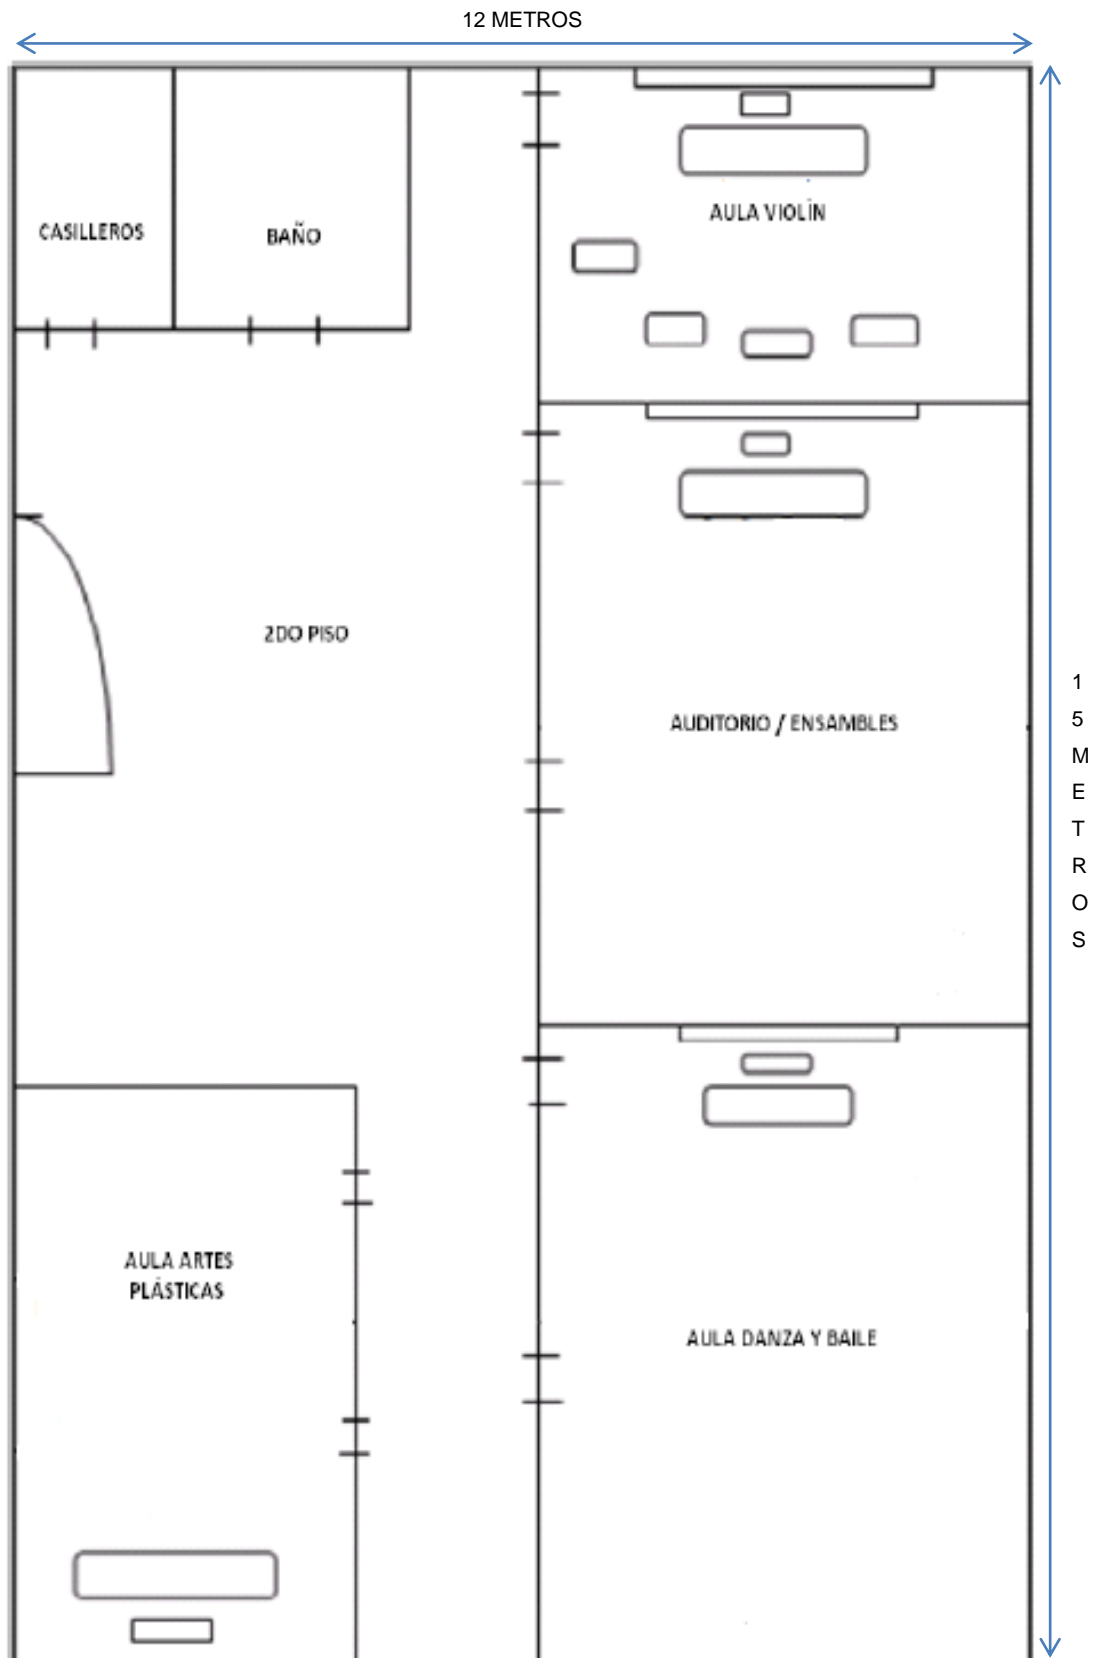 12 METROS
CASILLEROS
BAÑO
AULA VIOLÍN
2DO PISO
AUDITORIO / ENSAMBLES
1
5
M
E
T
R
O
S
AULA ARTES
PLÁSTICAS
AULA DANZA Y BAILE